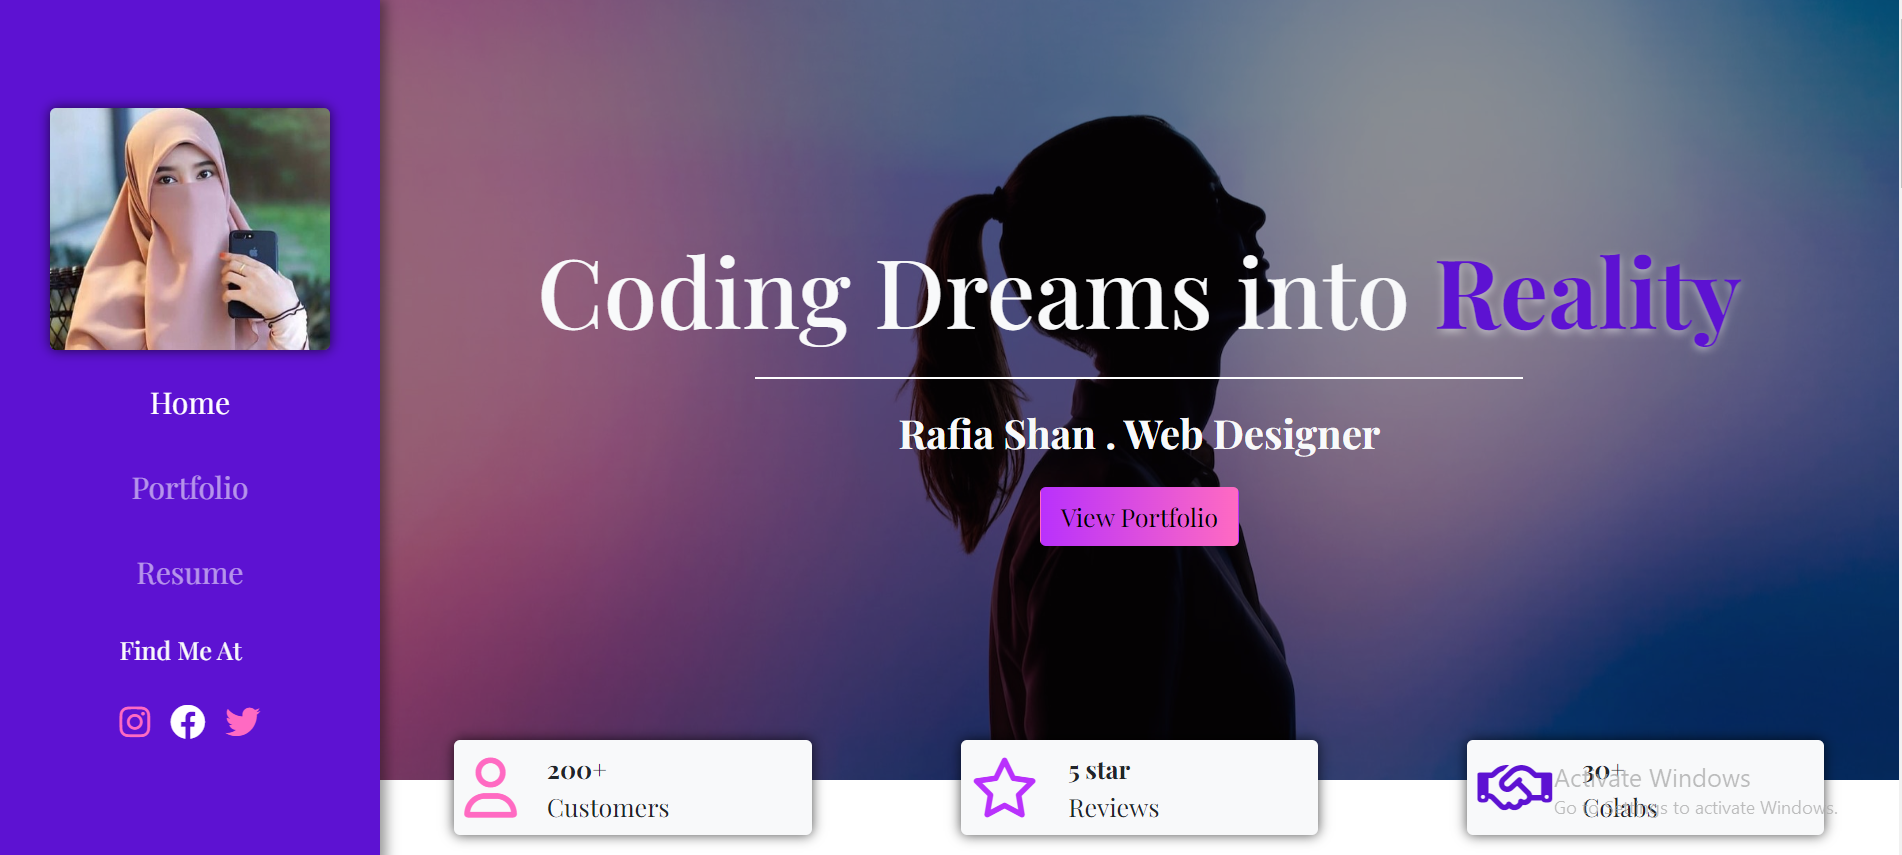 Home
Portfolio
Resume
Find Me At
Coding Dreams into Reality
Rafia Shan . Web Designer
View Portfolio
200+
Customers
5 star
Reviews
30+
Colabs
Activate Windows
Go to Settings to activate Windows.